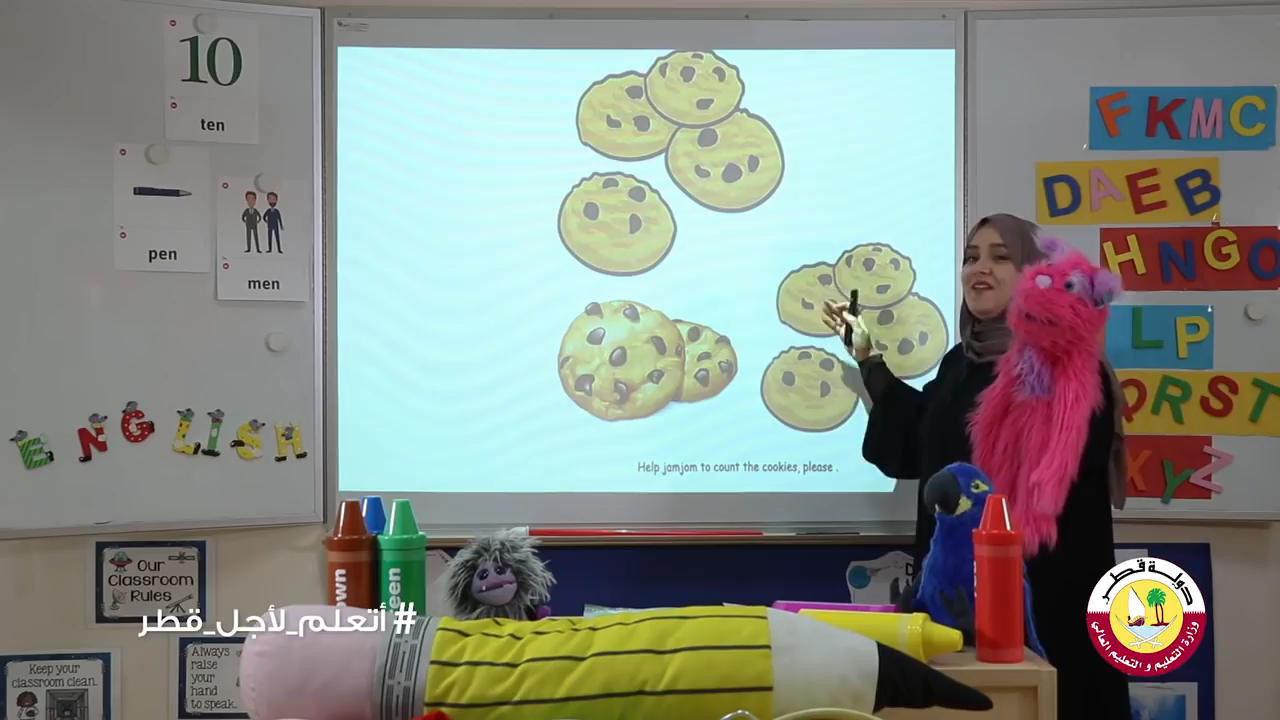 10
ten
pen
men
ENGLISH
Help jamjom to count the cookies, please .
FKMC
DAEB
HNGO
LP
QRST
XYZ
Our
Classroom
Rules
Keep your
classroom clean.
Always
raise
your
hand
to speak.
#أتعلم_لأجل_قطر
دولة قطر
وزارة التعليم و التعليم العالي